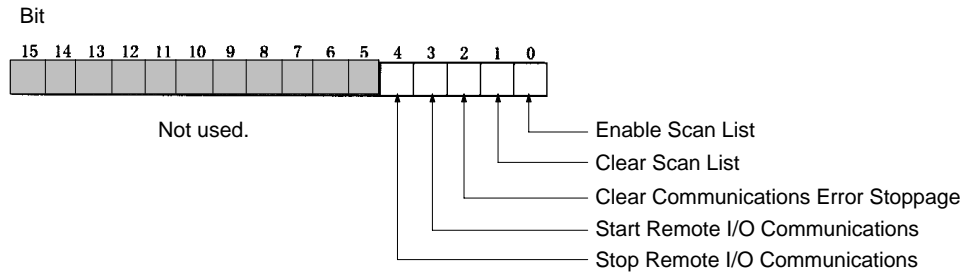 Bit
15 14 13 12 11 10 9 8 7 6 5 4 3 2 1 0
Not used.
Enable Scan List
Clear Scan List
Clear Communications Error Stoppage
Start Remote I/O Communications
Stop Remote I/O Communications